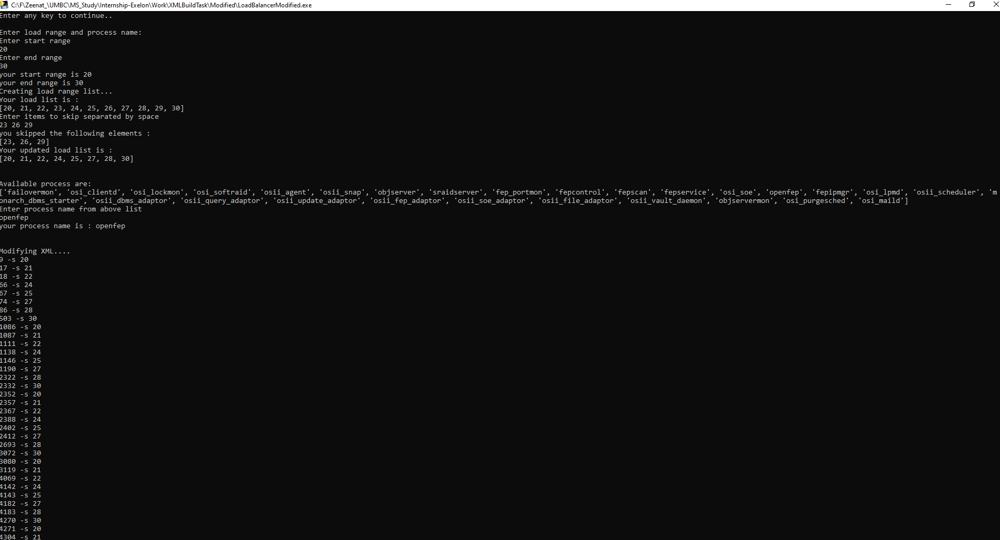 C:\F\Zeenat_\UMBC\MS_Study\Internship-Exelon\Work\XMLBuildTask\Modified\LoadBalancerModified.exe
Enter any key to continue..
Enter load range and process name:
Enter start range
20
Enter end range
30
your start range is 20
your end range is 30
Creating load range list...
Your load list is :
[20, 21, 22, 23, 24, 25, 26, 27, 28, 29, 30]
Enter items to skip separated by space
23 26 29
you skipped the following elements :
[23, 26, 29]
Your updated load list is :
[20, 21, 22, 24, 25, 27, 28, 30]
Available process are:
['failovermon', 'osi_clientd', 'osi_lockmon', 'osi_softraid', 'osii_agent', 'osii_snap', 'objserver', 'sraidserver', 'fep_portmon', 'fepcontrol', 'fepscan', 'fepservice', 'osi_soe', 'openfep', 'fepipmgr', 'osi_lpmd', 'osii_scheduler', 'm
onarch_dbms_starter', 'osii_dbms_adaptor', 'osii_query_adaptor', 'osii_update_adaptor', 'osii_fep_adaptor', 'osii_soe_adaptor', 'osii_file_adaptor', 'osii_vault_daemon', 'objservermon', 'osi_purgesched', 'osi_maild']
Enter process name from above list
openfep
your process name is : openfep
Modifying XML....
9 -s 20
17 -s 21
18 -s 22
66 -s 24
67 -s 25
74 -s 27
86 -s 28
503 -s 30
1086 -s 20
1087 -s 21
1111 -s 22
1138 -s 24
1146 -s 25
1190 -s 27
2322 -s 28
2332 -s 30
2352 -s 20
2357 -s 21
2367 -s 22
2388 -s 24
2402 -s 25
2412 -s 27
2693 -s 28
3072 -s 30
3080 -s 20
3119 -s 21
4069 -s 22
4142 -s 24
4143 -s 25
4182 -s 27
4183 -s 28
4270 -s 30
4271 -s 20
4304 -s 21